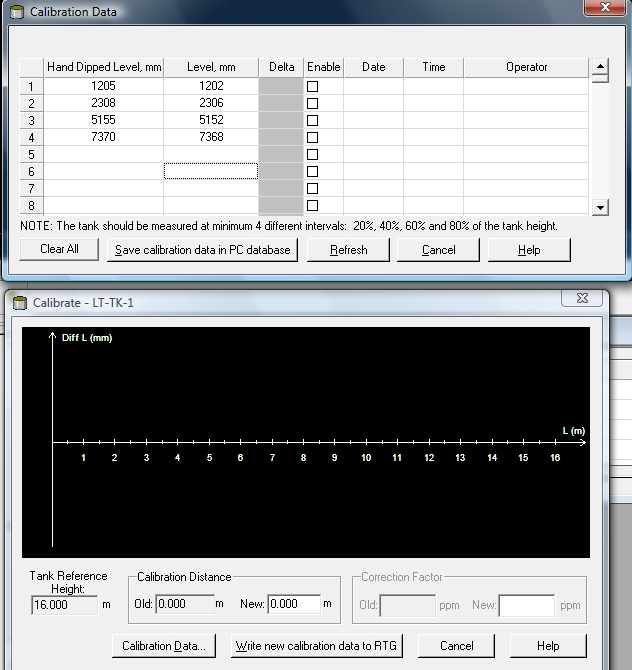 Calibration Data
Hand Dipped Level, mm Level, mm Delta Enable Date Time Operator
1 1205 1202
2 2308 2306
3 5155 5152
4 7370 7368
5
6
7
8
NOTE: The tank should be measured at minimum 4 different intervals: 20%, 40%, 60% and 80% of the tank height.
Clear All Save calibration data in PC database Refresh Cancel Help
Calibrate - LT-TK-1
Diff L (mm)
L (m)
1 2 3 4 5 6 7 8 9 10 11 12 13 14 15 16
Tank Reference
Height:
16.000 m
Calibration Distance
Old: 0.000 m New: 0.000 m
Correction Factor
Old: ppm New: ppm
Calibration Data... Write new calibration data to RTG Cancel Help